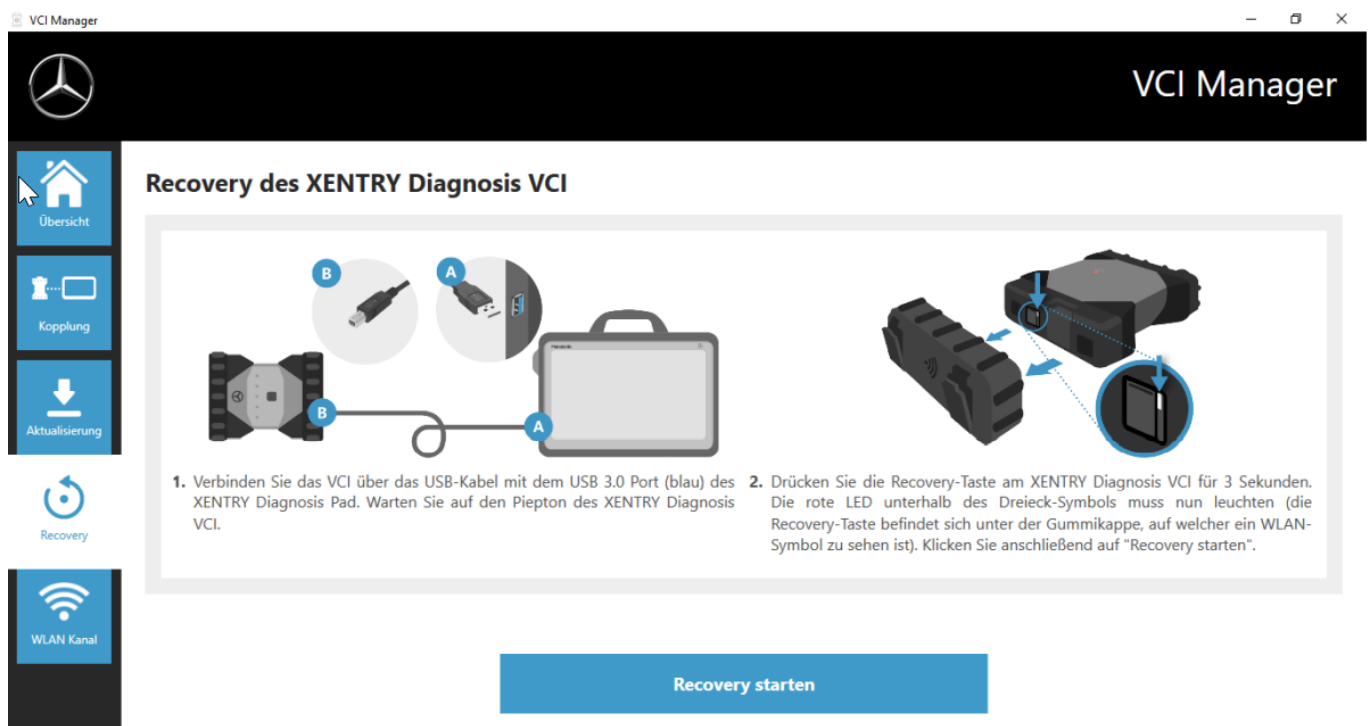 VCI Manager
VCI Manager
Übersicht
Kopplung
Aktualisierung
Recovery
WLAN Kanal
Recovery des XENTRY Diagnosis VCI
B
A
B
A
Panasonic
1. Verbinden Sie das VCI über das USB-Kabel mit dem USB 3.0 Port (blau) des
XENTRY Diagnosis Pad. Warten Sie auf den Piepton des XENTRY Diagnosis
VCI.
2. Drücken Sie die Recovery-Taste am XENTRY Diagnosis VCI für 3 Sekunden.
Die rote LED unterhalb des Dreieck-Symbols muss nun leuchten (die
Recovery-Taste befindet sich unter der Gummikappe, auf welcher ein WLAN-
Symbol zu sehen ist). Klicken Sie anschließend auf "Recovery starten".
Recovery starten